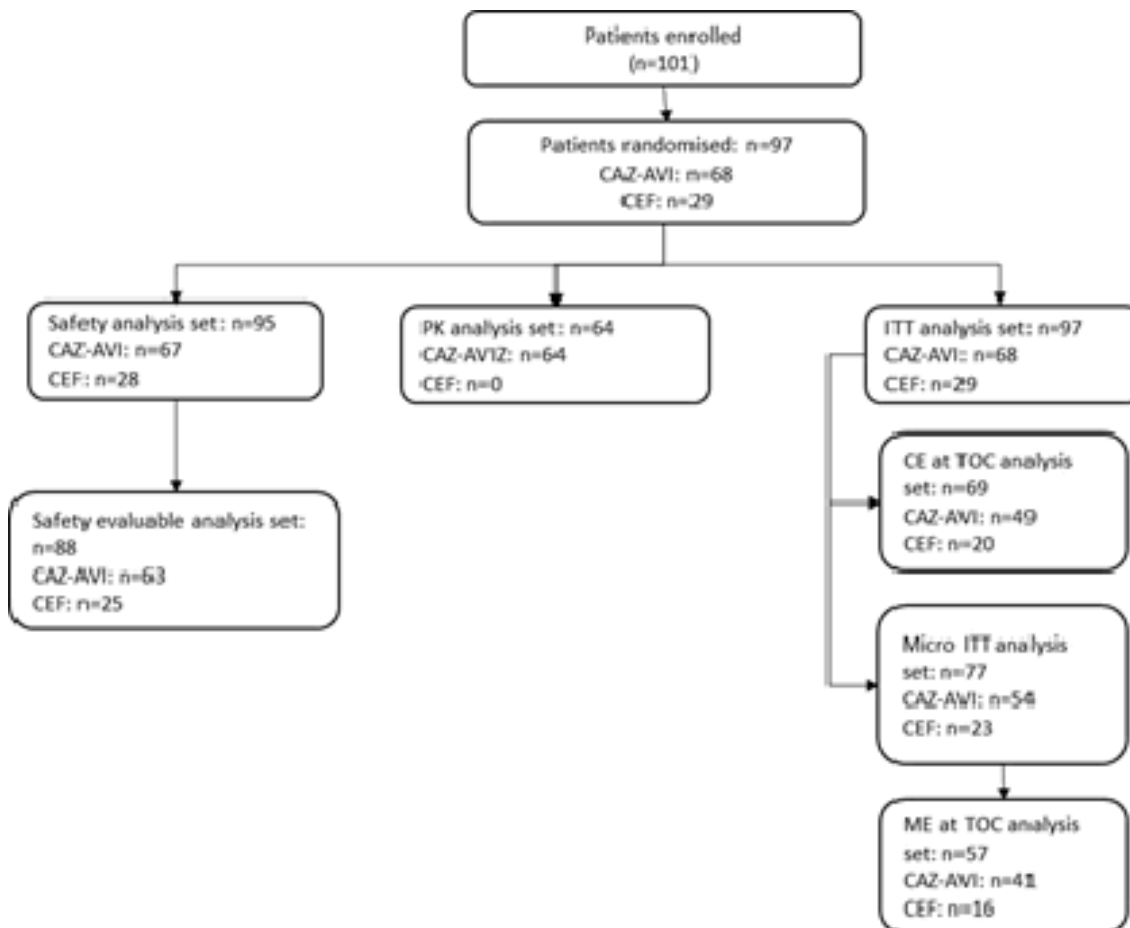 Patients enrolled
(n=101)
Patients randomised: n=97
CAZ-AVI: n=68
CEF: n=29
Safety analysis set: n=95
CAZ-AVI: n=67
CEF: n=28
PK analysis set: n=64
CAZ-AVIZ: n=64
CEF: n=0
ITT analysis set: n=97
CAZ-AVI: n=68
CEF: n=29
CE at TOC analysis
set: n=69
CAZ-AVI: n=49
CEF: n=20
Safety evaluable analysis set:
n=88
CAZ-AVI: n=63
CEF: n=25
Micro ITT analysis
set: n=77
CAZ-AVI: n=54
CEF: n=23
ME at TOC analysis
set: n=57
CAZ-AVI: n=41
CEF: n=16